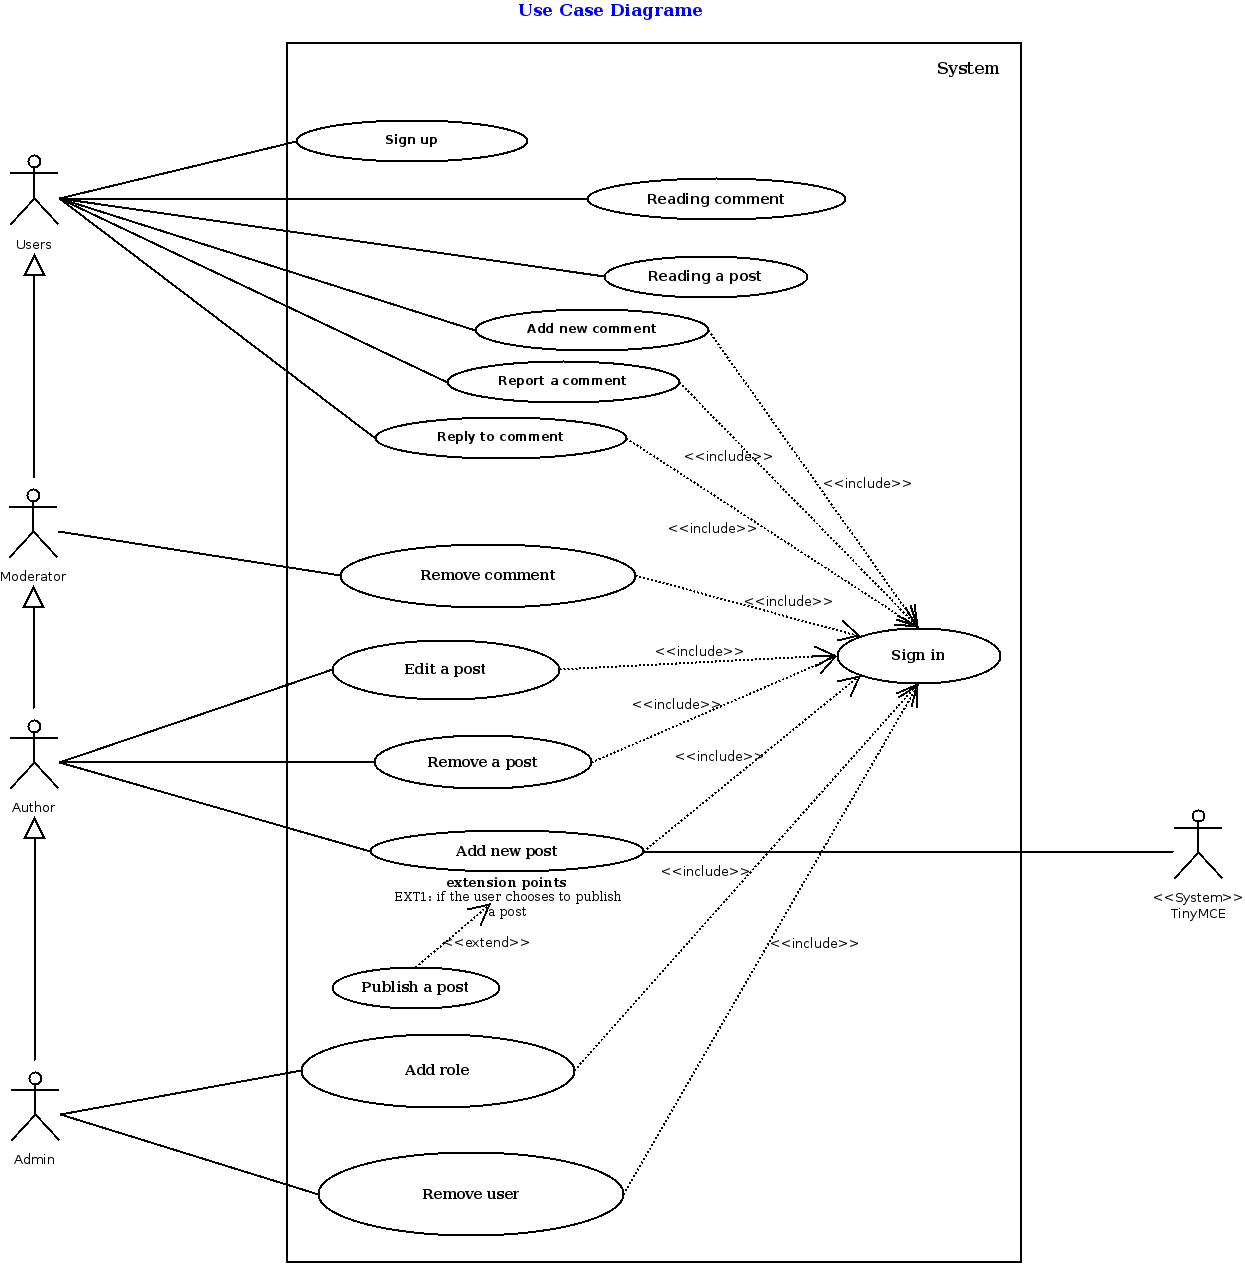 Use Case Diagrame
System
Sign up
Users
Reading comment
Reading a post
Add new comment
Report a comment
Reply to comment
<<include>>
<<include>>
<<include>>
Moderator
Remove comment
<<include>>
Sign in
Edit a post
<<include>>
Remove a post
<<include>>
Author
<<include>>
Add new post
extension points
EXT1: if the user chooses to publish
a post
<<include>>
<<System>>
TinyMCE
<<extend>>
<<include>>
Publish a post
Add role
Admin
Remove user